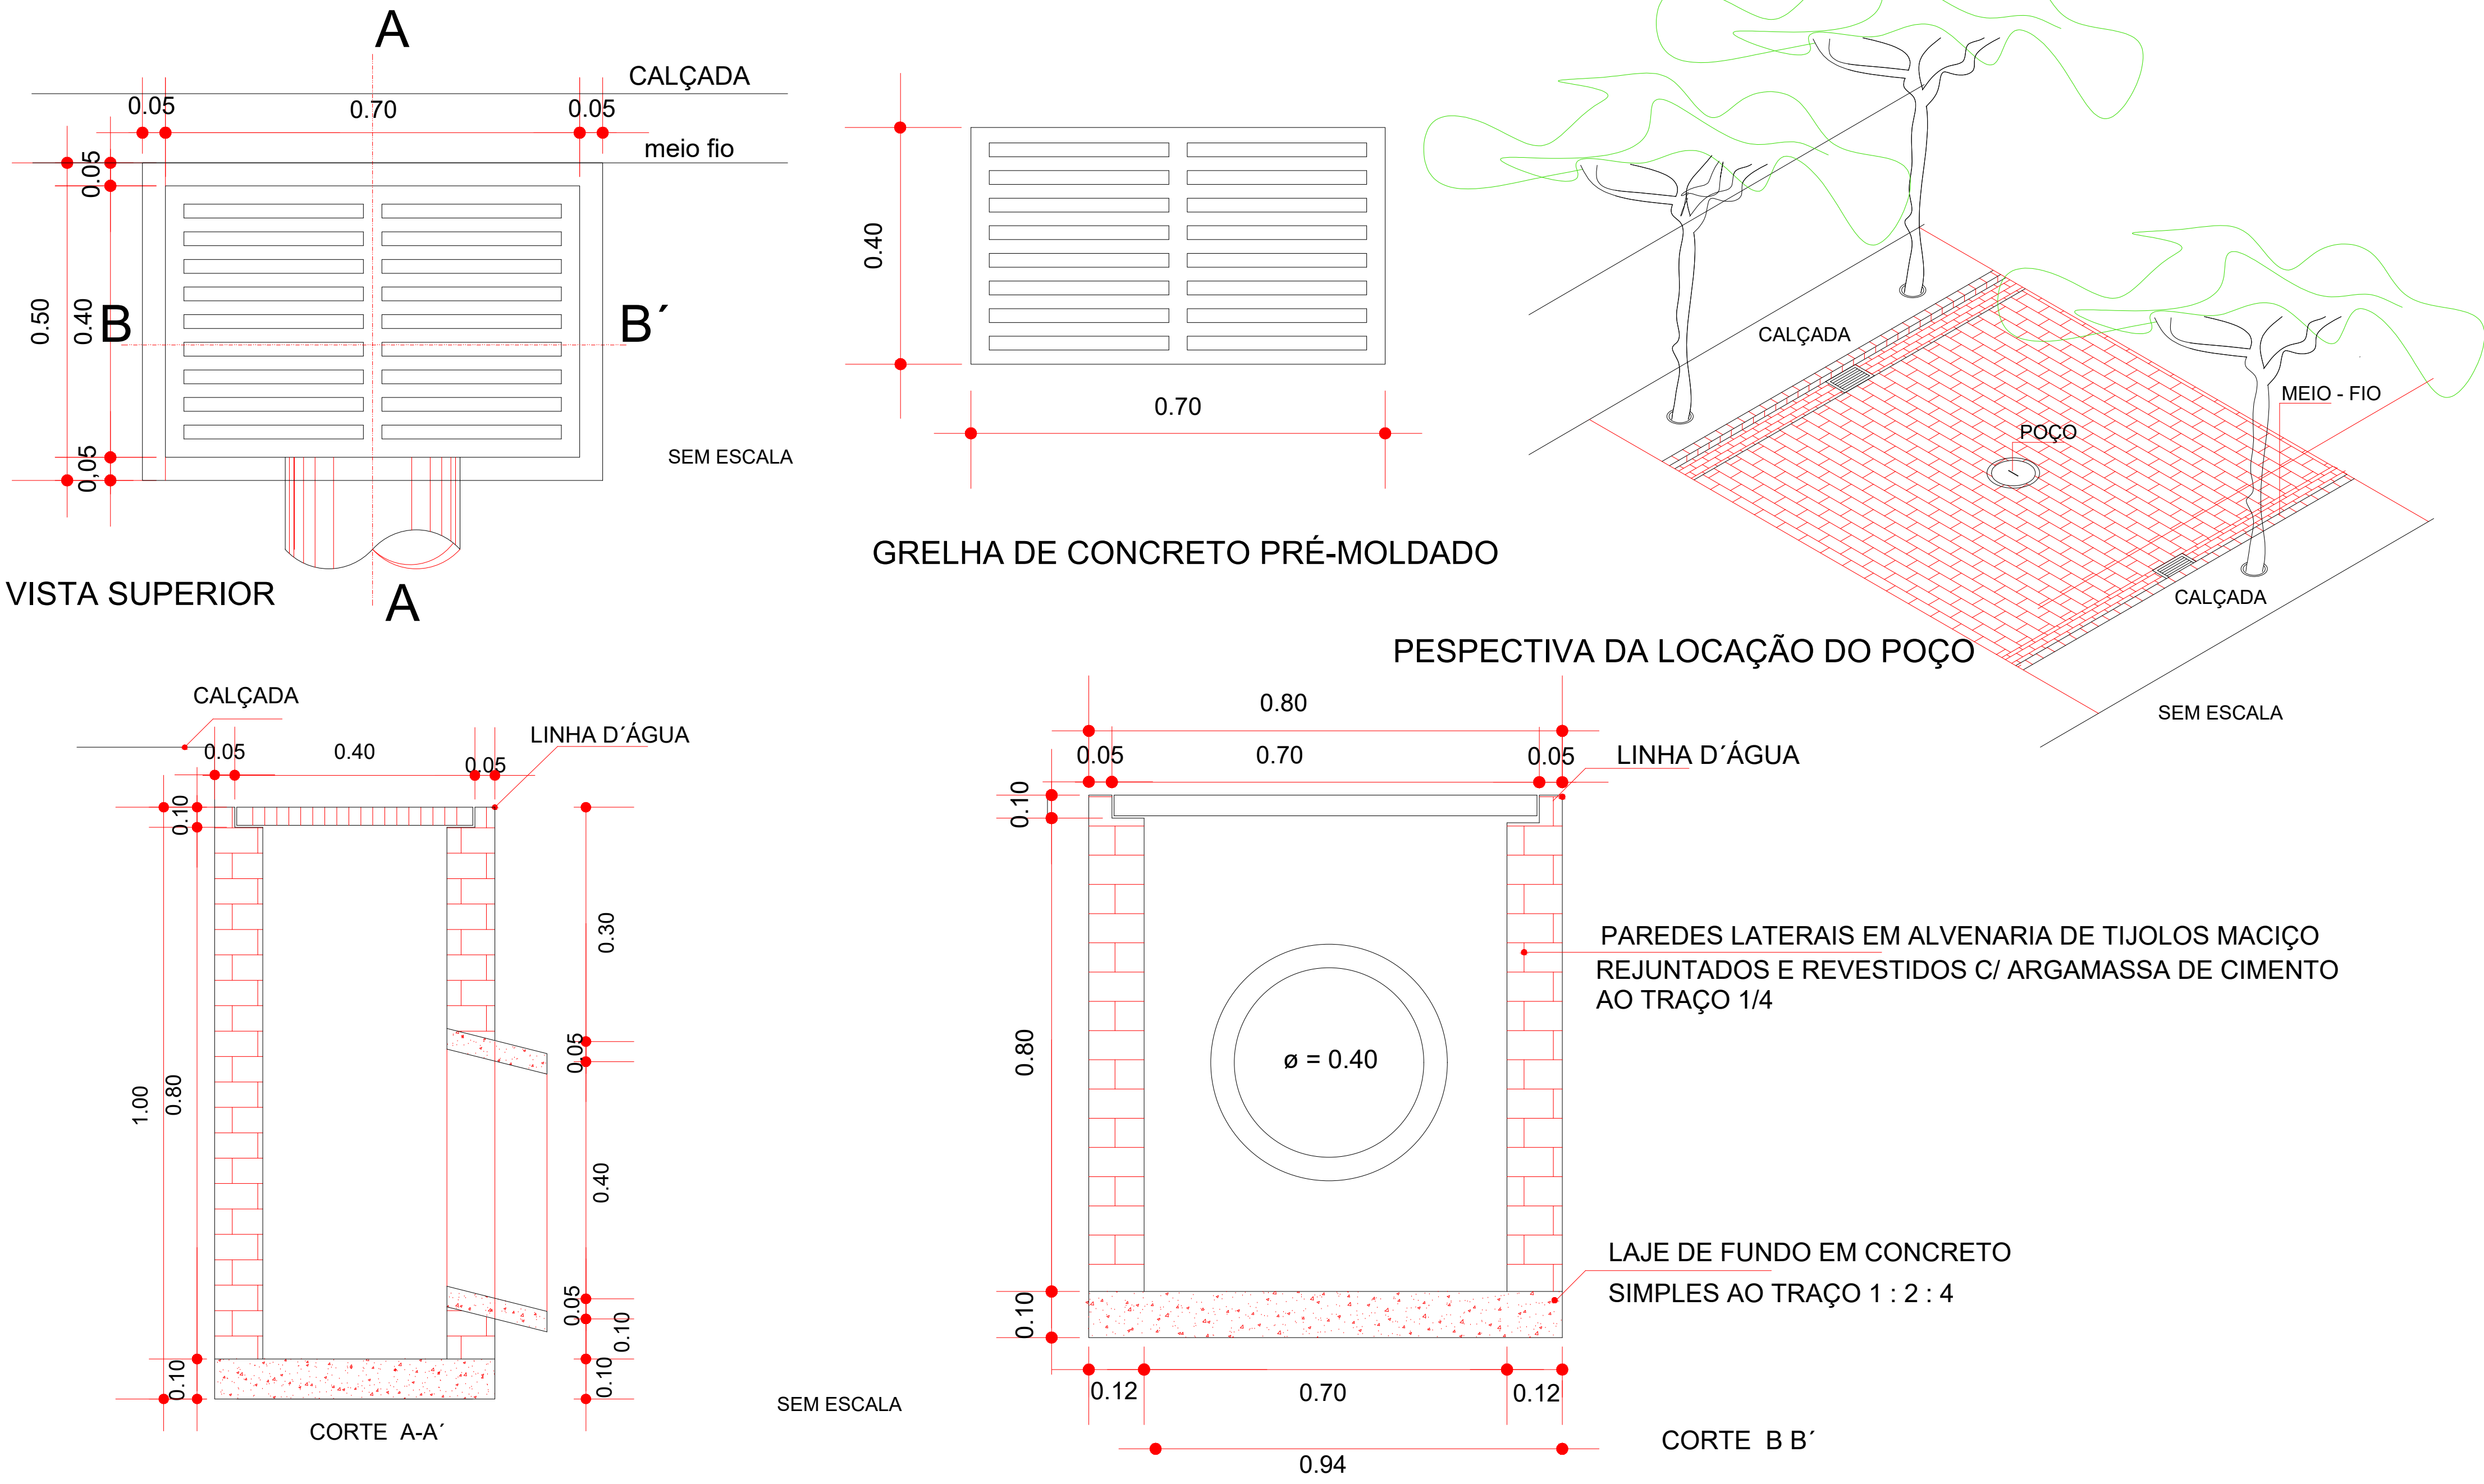 A
CALÇADA
0.05
0.70
0.05
meio fio
0.05
0.50
0.40
B
B´
0,05
SEM ESCALA
A
VISTA SUPERIOR
0.40
0.70
GRELHA DE CONCRETO PRÉ-MOLDADO
CALÇADA
MEIO - FIO
POÇO
CALÇADA
PESPECTIVA DA LOCAÇÃO DO POÇO
SEM ESCALA
CALÇADA
LINHA D´ÁGUA
0.05
0.40
0.05
0.10
0.30
0.05
1.00
0.80
0.40
0.05
0.10
0.10
0.10
CORTE A-A´
SEM ESCALA
0.80
0.05
0.70
0.05
LINHA D´ÁGUA
0.10
PAREDES LATERAIS EM ALVENARIA DE TIJOLOS MACIÇO
REJUNTADOS E REVESTIDOS C/ ARGAMASSA DE CIMENTO
AO TRAÇO 1/4
0.80
ø = 0.40
LAJE DE FUNDO EM CONCRETO
SIMPLES AO TRAÇO 1 : 2 : 4
0.10
0.12
0.70
0.12
CORTE B B´
0.94